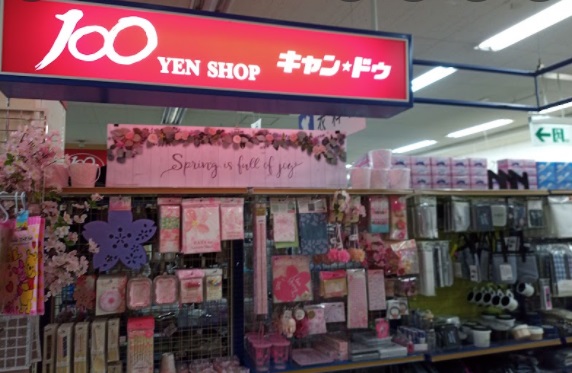 100 YEN SHOP キャン★ドゥ
Spring is full of joy